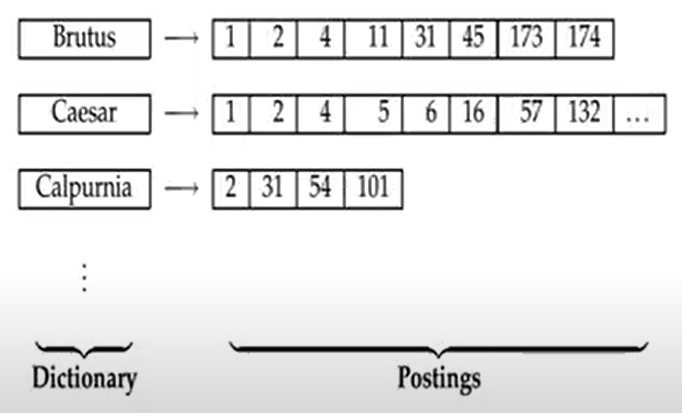 Brutus → 1 2 4 11 31 45 173 174
Caesar → 1 2 4 5 6 16 57 132 ...
Calpurnia → 2 31 54 101
⋮
Dictionary Postings